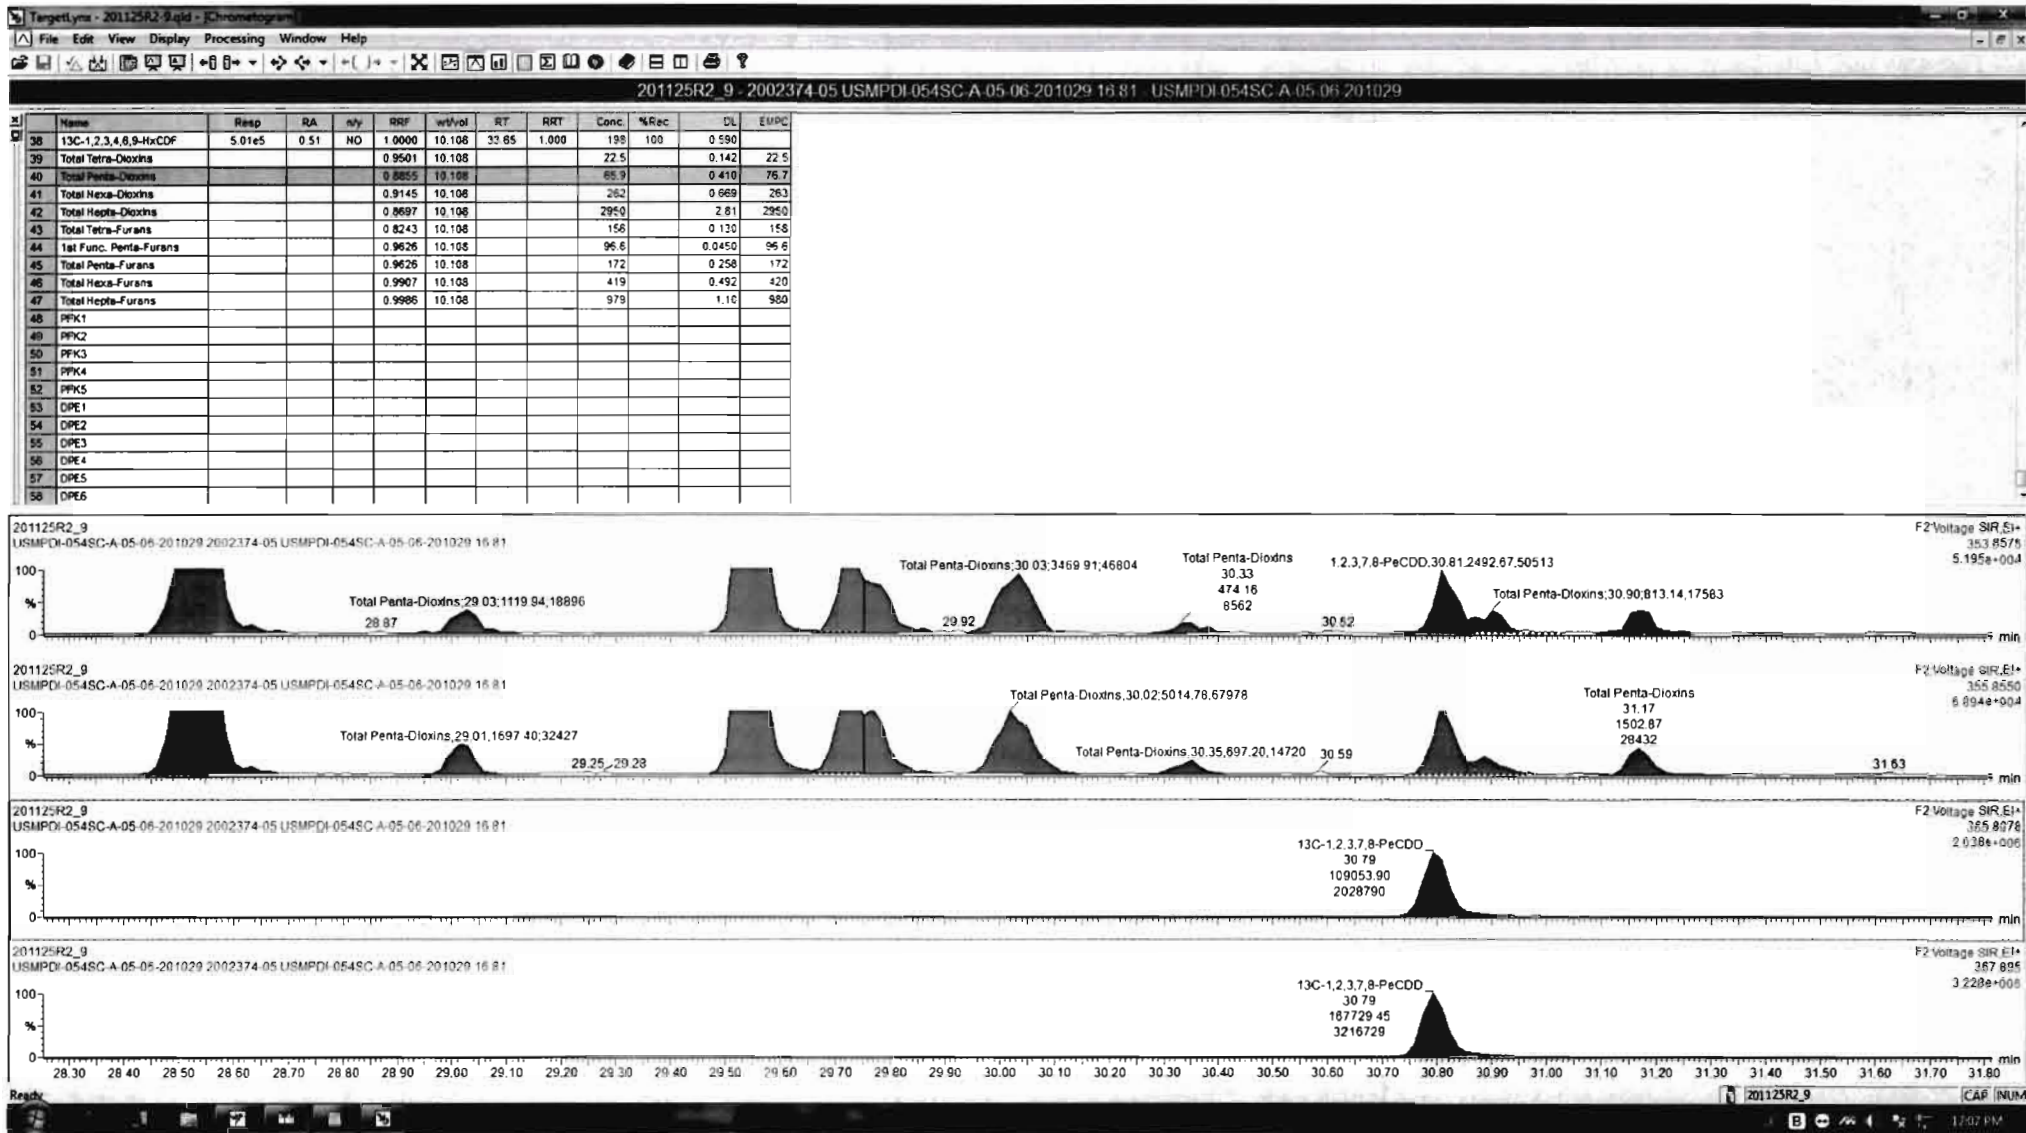 TargetLynx - 201125R2-9.qld - [Chromatogram]
File Edit View Display Processing Window Help
201125R2_9 - 2002374-05 USMPDI-054SC-A-05-06-201029 16.81 USMPDI-054SC-A-05-06-201029
Name Resp RA n/y RRF wt/vol RT RRT Conc. %Rec DL EMPC
38 13C-1,2,3,4,6,9-HxCDF 5.01e5 0.51 NO 1.0000 10.108 33.65 1.000 198 100 0.590
39 Total Tetra-Dioxins 0.9501 10.108 22.5 0.142 22.5
40 Total Penta-Dioxins 0.8855 10.108 65.9 0.410 76.7
41 Total Hexa-Dioxins 0.9145 10.108 262 0.669 263
42 Total Hepta-Dioxins 0.8697 10.108 2950 2.81 2950
43 Total Tetra-Furans 0.8243 10.108 156 0.130 158
44 1st Func. Penta-Furans 0.9626 10.108 96.6 0.0450 96.6
45 Total Penta-Furans 0.9626 10.108 172 0.258 172
46 Total Hexa-Furans 0.9907 10.108 419 0.492 420
47 Total Hepta-Furans 0.9986 10.108 979 1.10 980
48 PFK1
49 PFK2
50 PFK3
51 PFK4
52 PFK5
53 DPE1
54 DPE2
55 DPE3
56 DPE4
57 DPE5
58 DPE6
201125R2_9
USMPDI-054SC-A-05-06-201029 2002374-05 USMPDI-054SC-A-05-06-201029 16.81
F2:Voltage SIR,EI+
353.8576
5.195e+004
100
%
0
Total Penta-Dioxins;29.03;1119.94;18896
28.87
Total Penta-Dioxins;30.03;3469.91;46804
29.92
Total Penta-Dioxins
30.33
474.16
8562
30.62
1,2,3,7,8-PeCDD;30.81;2492.67;50513
Total Penta-Dioxins;30.90;813.14;17583
min
201125R2_9
USMPDI-054SC-A-05-06-201029 2002374-05 USMPDI-054SC-A-05-06-201029 16.81
F2:Voltage SIR,EI+
355.8550
6.894e+004
100
%
0
Total Penta-Dioxins;29.01;1697.40;32427
29.25 29.28
Total Penta-Dioxins;30.02;5014.78;67978
Total Penta-Dioxins;30.35;697.20;14720
30.59
Total Penta-Dioxins
31.17
1502.87
28432
31.63
min
201125R2_9
USMPDI-054SC-A-05-06-201029 2002374-05 USMPDI-054SC-A-05-06-201029 16.81
F2:Voltage SIR,EI+
365.8978
2.038e+006
100
%
0
13C-1,2,3,7,8-PeCDD
30.79
109053.90
2028790
min
201125R2_9
USMPDI-054SC-A-05-06-201029 2002374-05 USMPDI-054SC-A-05-06-201029 16.81
F2:Voltage SIR,EI+
367.895
3.228e+006
100
%
0
13C-1,2,3,7,8-PeCDD
30.79
167729.45
3216729
min
28.30 28.40 28.50 28.60 28.70 28.80 28.90 29.00 29.10 29.20 29.30 29.40 29.50 29.60 29.70 29.80 29.90 30.00 30.10 30.20 30.30 30.40 30.50 30.60 30.70 30.80 30.90 31.00 31.10 31.20 31.30 31.40 31.50 31.60 31.70 31.80
Ready
201125R2_9
CAP NUM
12:07 PM